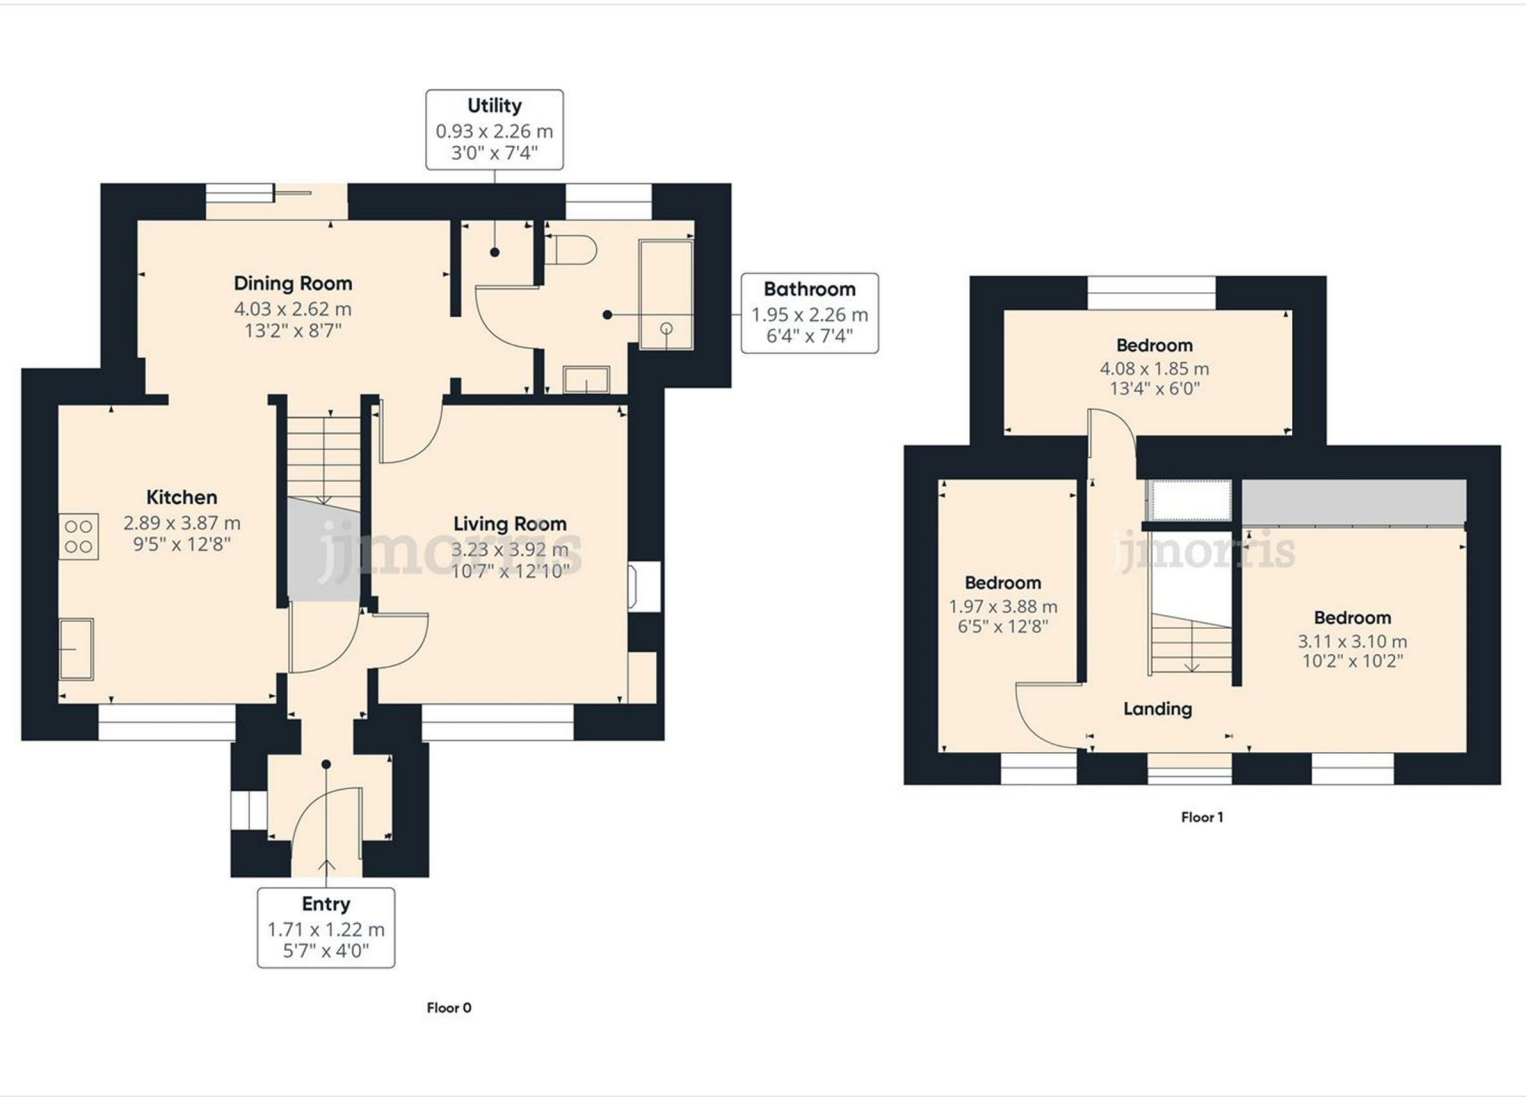 Utility
0.93 x 2.26 m
3'0" x 7'4"
Dining Room
4.03 x 2.62 m
13'2" x 8'7"
Bathroom
1.95 x 2.26 m
6'4" x 7'4"
Kitchen
2.89 x 3.87 m
9'5" x 12'8"
Living Room
3.23 x 3.92 m
10'7" x 12'10"
jjmorris
Entry
1.71 x 1.22 m
5'7" x 4'0"
Floor 0
Bedroom
4.08 x 1.85 m
13'4" x 6'0"
Bedroom
1.97 x 3.88 m
6'5" x 12'8"
jjmorris
Bedroom
3.11 x 3.10 m
10'2" x 10'2"
Landing
Floor 1